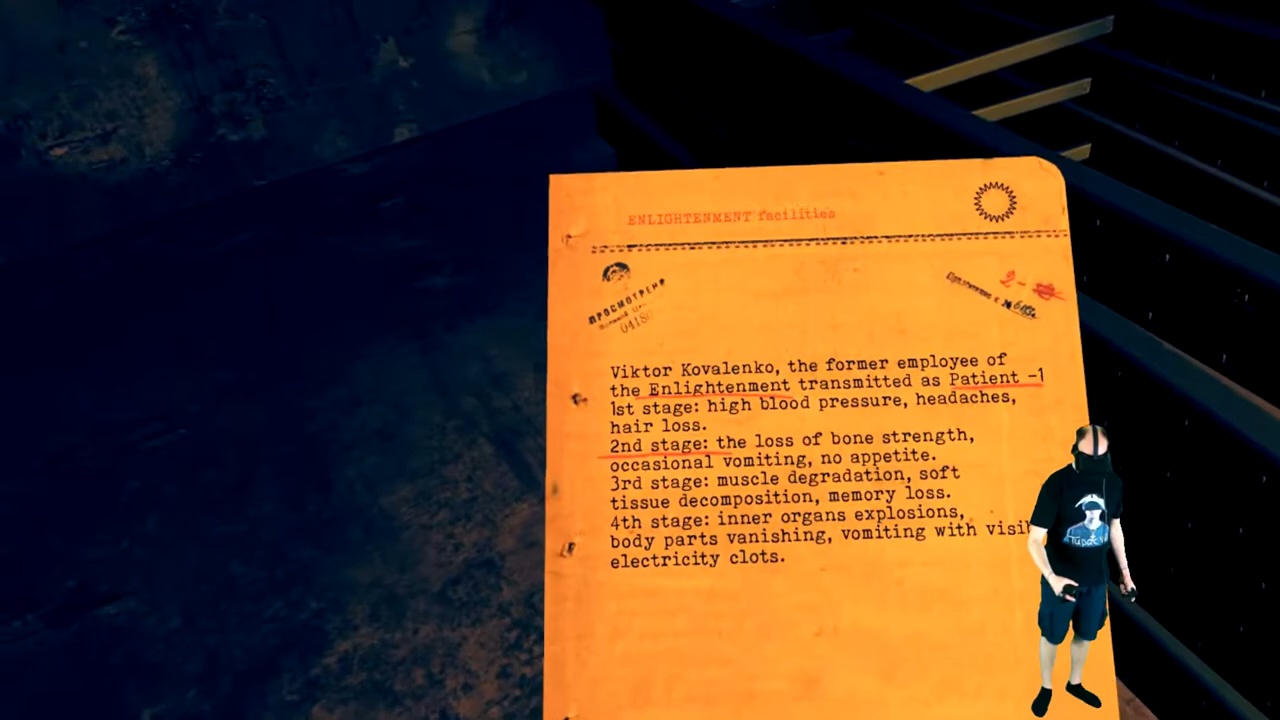 ENLIGHTENMENT facilities
ПРОСМОТРЕНО
0418
2-
Viktor Kovalenko, the former employee of
the Enlightenment transmitted as Patient -1
1st stage: high blood pressure, headaches,
hair loss.
2nd stage: the loss of bone strength,
occasional vomiting, no appetite.
3rd stage: muscle degradation, soft
tissue decomposition, memory loss.
4th stage: inner organs explosions,
body parts vanishing, vomiting with
electricity clots.